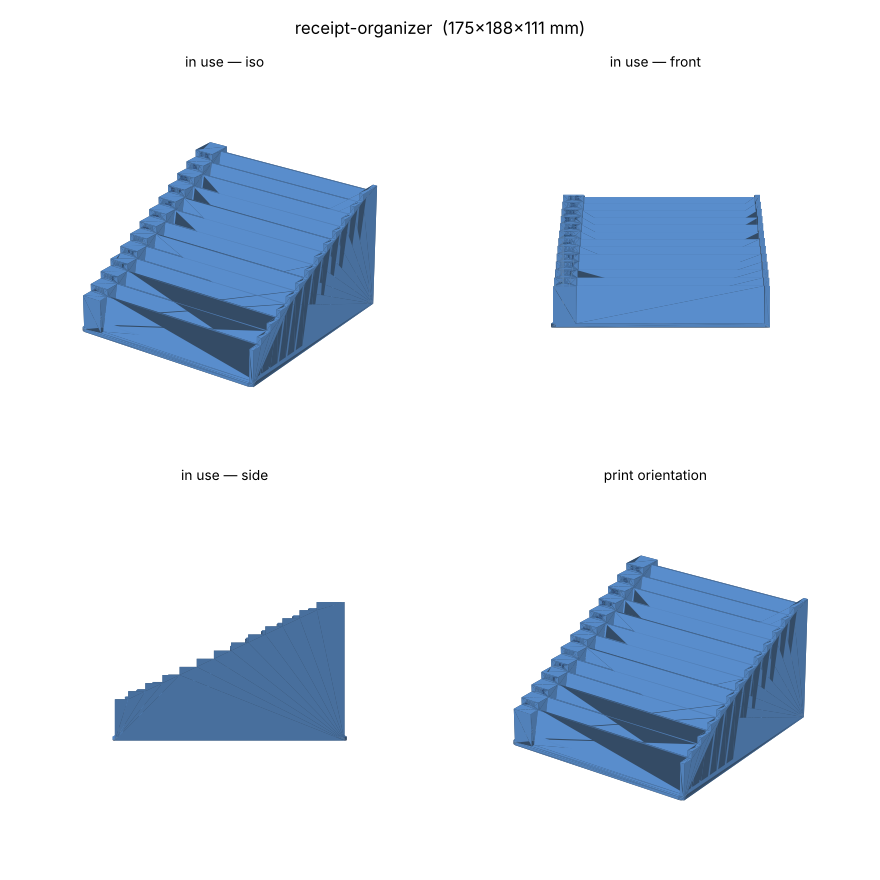 receipt-organizer (175×188×111 mm)
in use — iso
in use — front
in use — side
print orientation